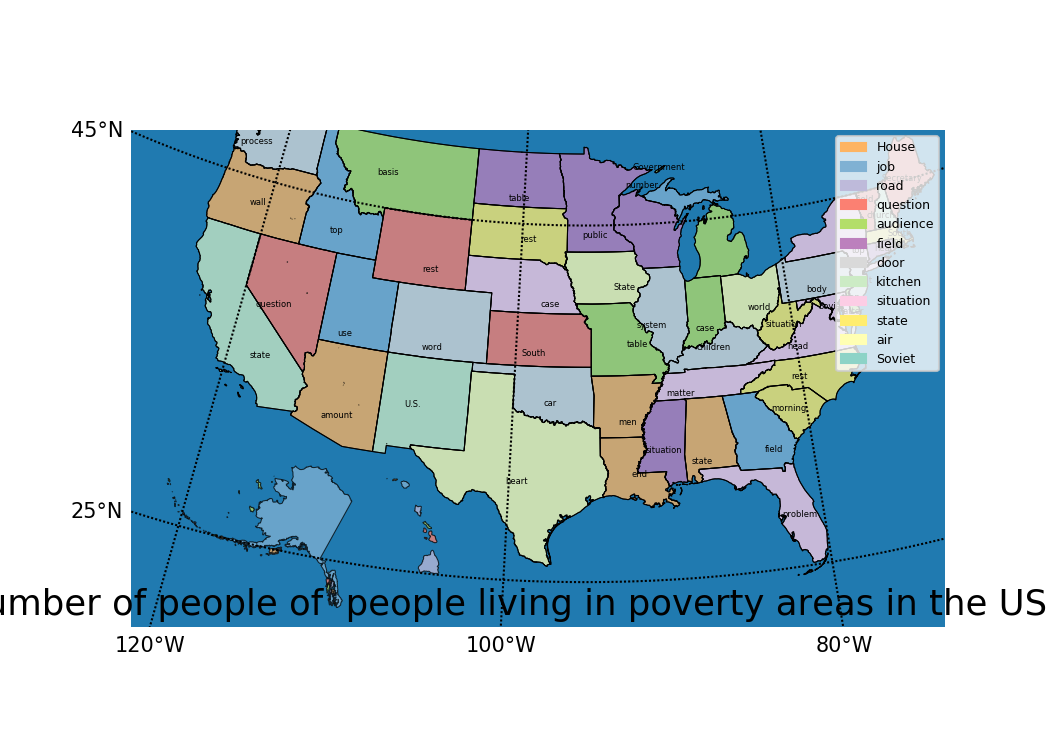 45°N
process
basis
wall
table
Government
number
secretary
top
rest
public
rest
question
case
State
world
body
system
situation
use
word
South
table
case
children
head
state
rest
matter
amount
U.S.
car
men
morning
situation
state
field
end
heart
problem
25°N
House
job
road
question
audience
field
door
kitchen
situation
state
air
Soviet
umber of people of  people living in poverty areas in the US
120°W
100°W
80°W